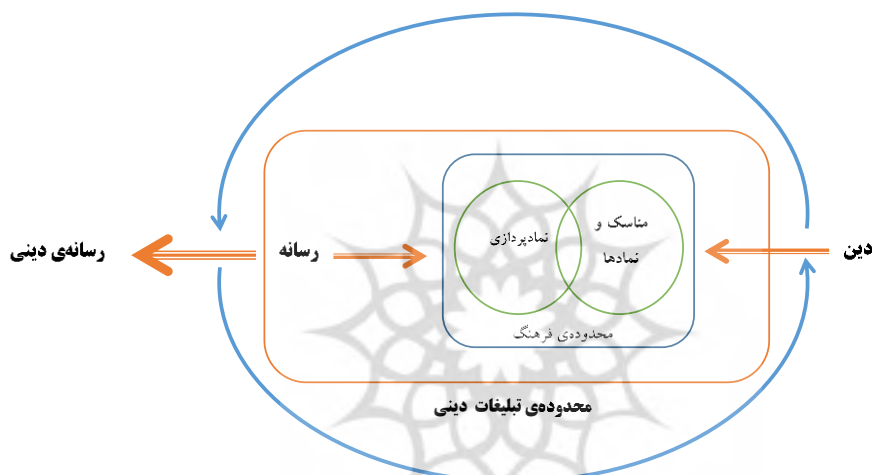 مناسک و
نمادها
نمادپردازی
دین
رسانه
رسانه‌ی دینی
محدوده‌ی فرهنگ
محدوده‌ی تبلیغات دینی